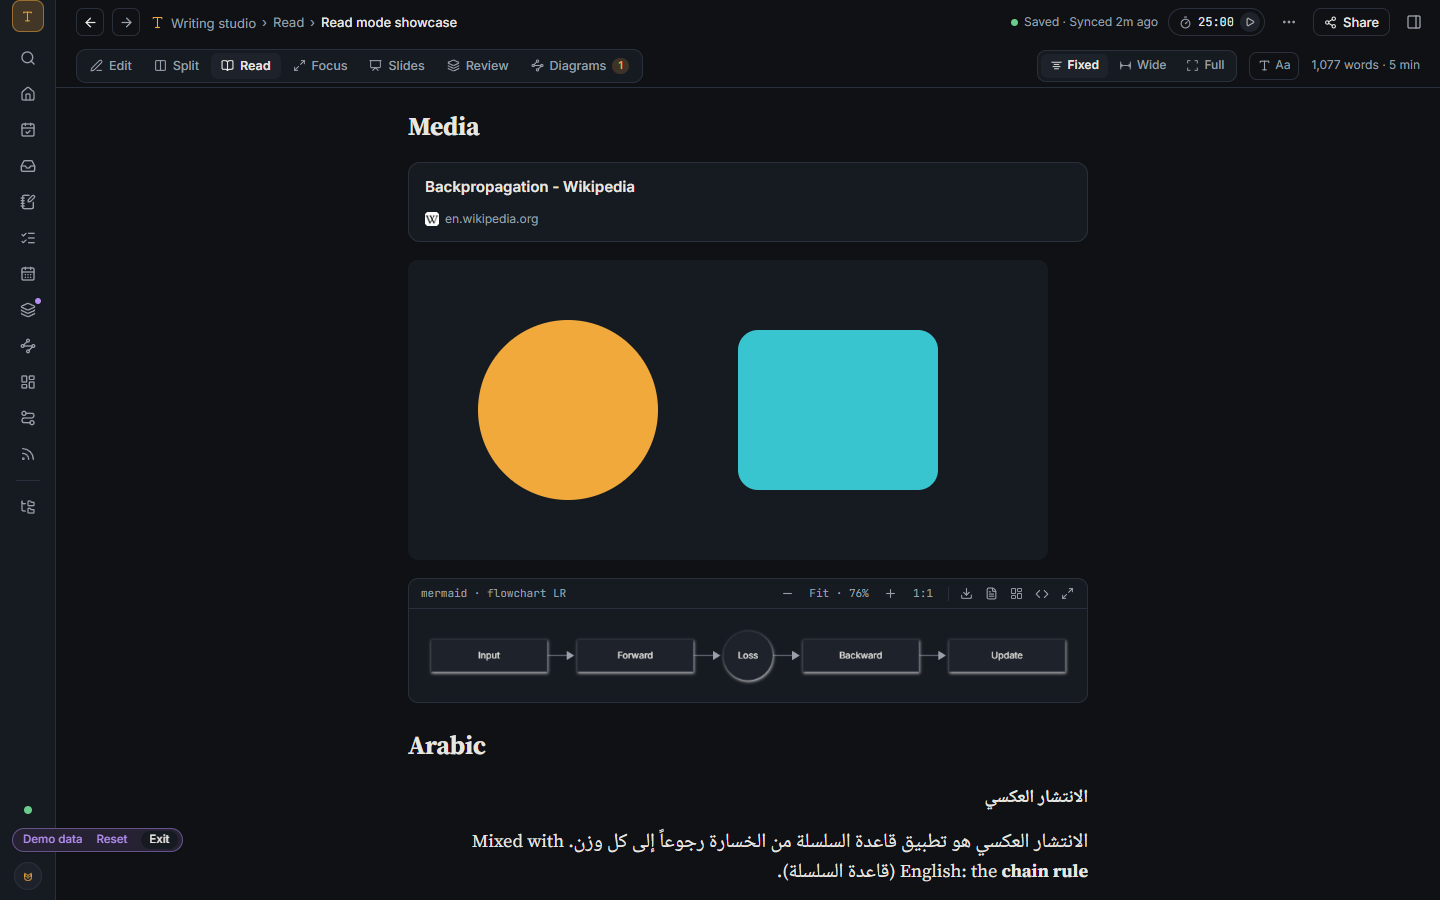 T
Writing studio › Read › Read mode showcase
Saved · Synced 2m ago
25:00
Share
Edit
Split
Read
Focus
Slides
Review
Diagrams 1
Fixed
Wide
Full
Aa
1,077 words · 5 min
Media
Backpropagation - Wikipedia
W en.wikipedia.org
mermaid · flowchart LR
Fit · 76%
1:1
Input
Forward
Loss
Backward
Update
Arabic
الانتشار العكسي
الانتشار العكسي هو تطبيق قاعدة السلسلة من الخسارة رجوعاً إلى كل وزن. Mixed with
English: the chain rule (قاعدة السلسلة).
Demo data
Reset
Exit